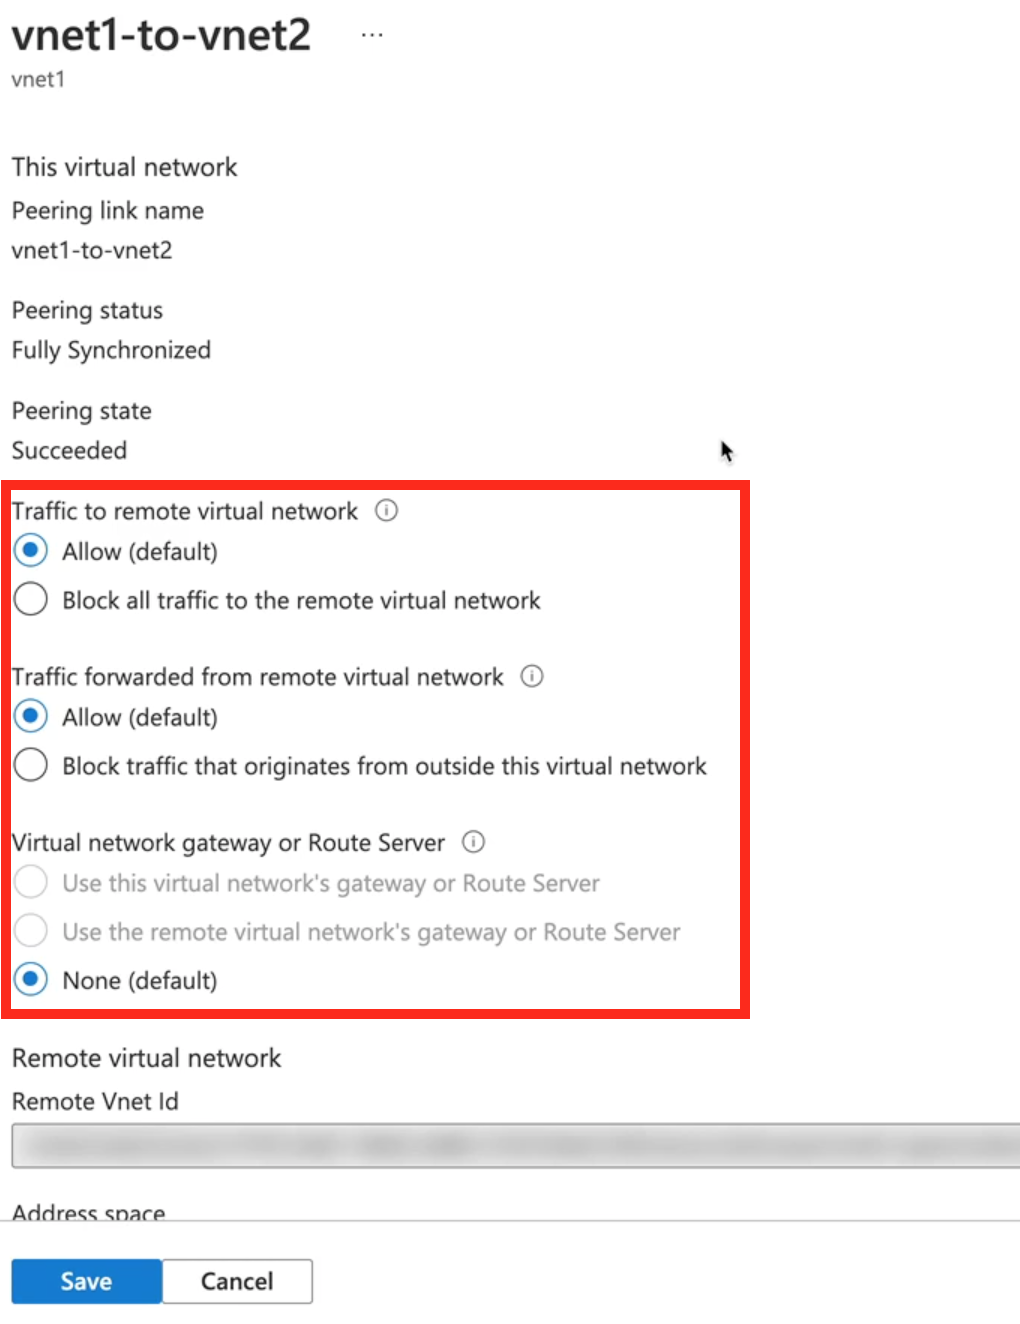 vnet1-to-vnet2 ...
vnet1
This virtual network
Peering link name
vnet1-to-vnet2
Peering status
Fully Synchronized
Peering state
Succeeded
Traffic to remote virtual network
Allow (default)
Block all traffic to the remote virtual network
Traffic forwarded from remote virtual network
Allow (default)
Block traffic that originates from outside this virtual network
Virtual network gateway or Route Server
Use this virtual network's gateway or Route Server
Use the remote virtual network's gateway or Route Server
None (default)
Remote virtual network
Remote Vnet Id
Address space
Save Cancel